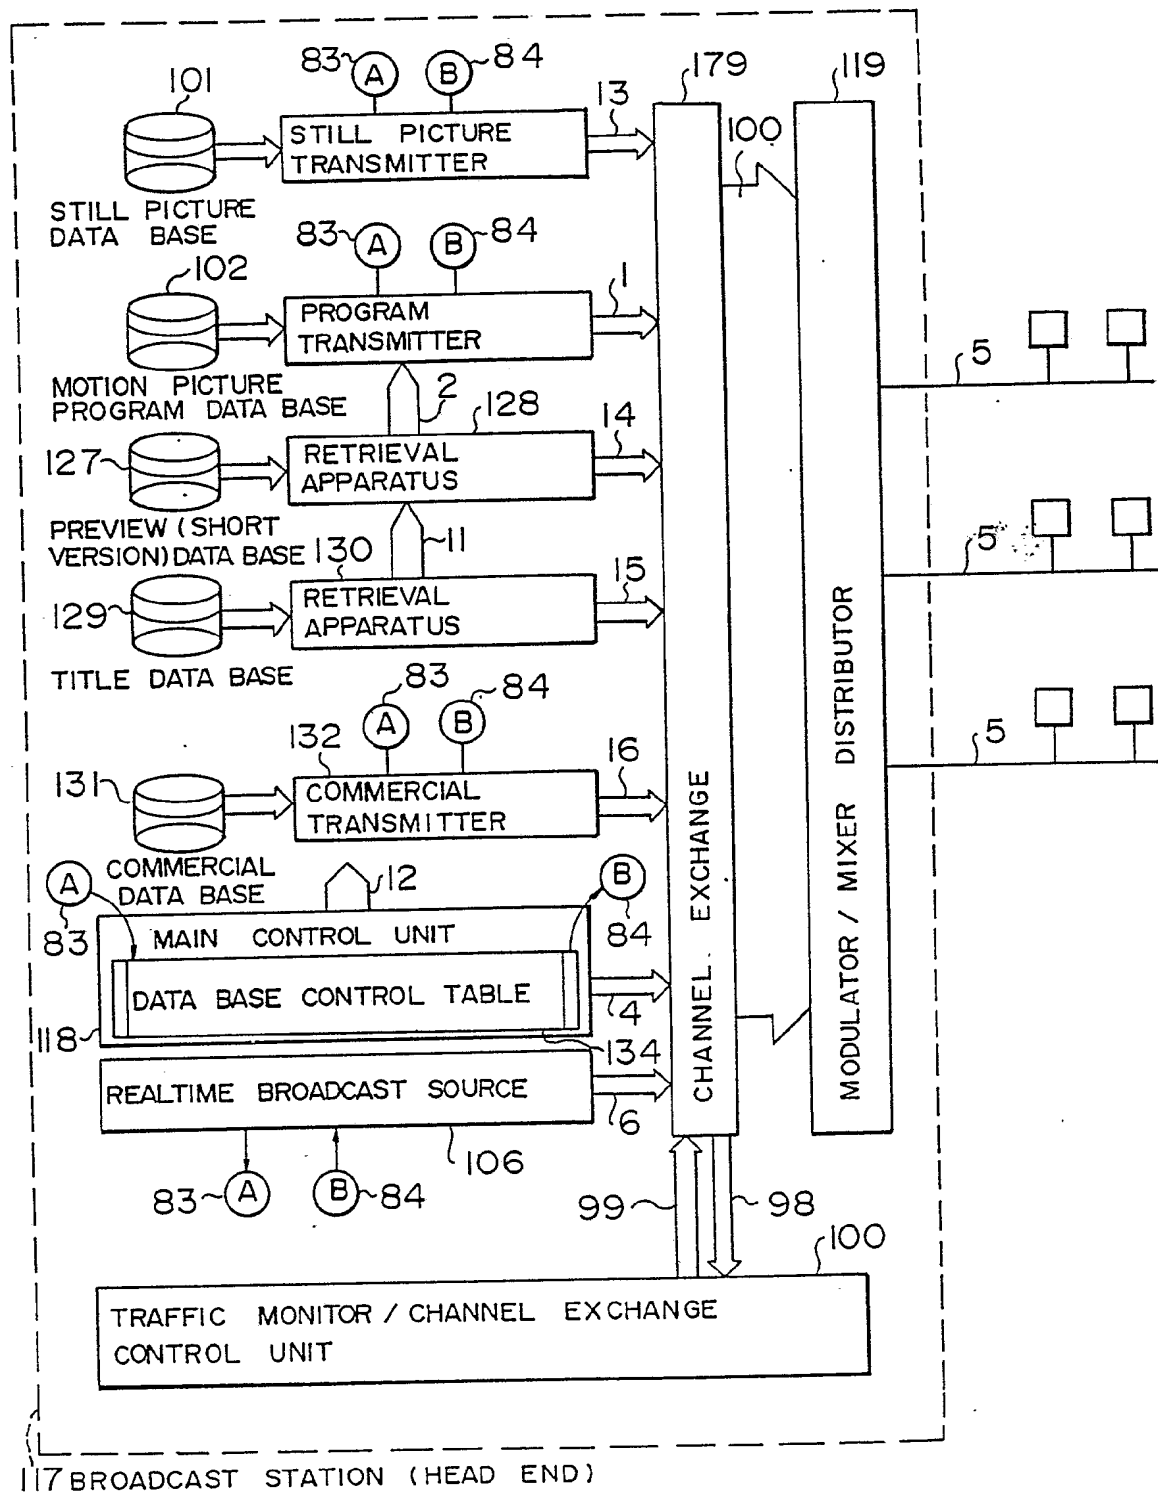 83 A B 84
101
STILL PICTURE
TRANSMITTER
13
179
119
100
STILL PICTURE
DATA BASE
83 A B 84
102
PROGRAM
TRANSMITTER
1
MOTION PICTURE
PROGRAM DATA BASE
2
128
5
127
RETRIEVAL
APPARATUS
14
PREVIEW (SHORT
VERSION) DATA BASE
11
130
5
129
RETRIEVAL
APPARATUS
15
TITLE DATA BASE
83 A B 84
132
5
131
COMMERCIAL
TRANSMITTER
16
COMMERCIAL
DATA BASE
A
83
12
B
84
MAIN CONTROL UNIT
DATA BASE CONTROL TABLE
4
118
134
CHANNEL. EXCHANGE
MODULATOR / MIXER DISTRIBUTOR
REALTIME BROADCAST SOURCE
6
106
83 A B 84
99
98
100
TRAFFIC MONITOR / CHANNEL EXCHANGE
CONTROL UNIT
117 BROADCAST STATION (HEAD END)